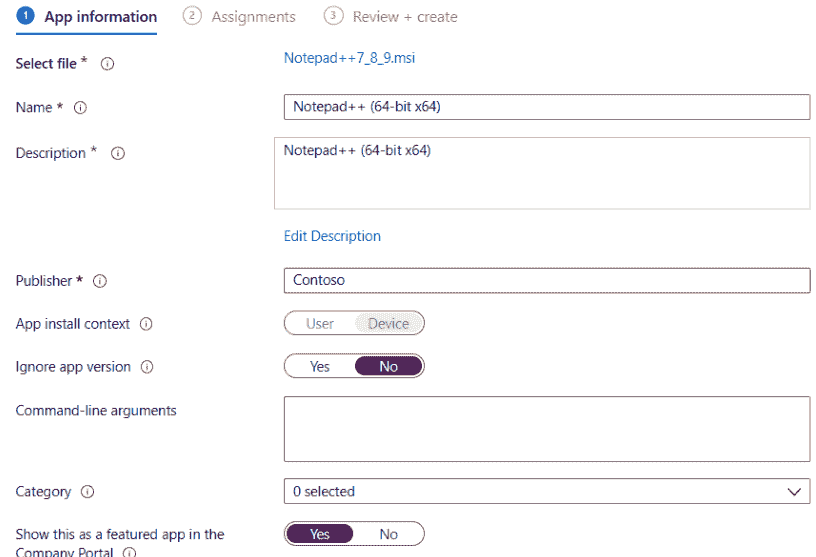 1 App information 2 Assignments 3 Review + create
Select file * Notepad++7_8_9.msi
Name * Notepad++ (64-bit x64)
Description * Notepad++ (64-bit x64)
Edit Description
Publisher * Contoso
App install context User Device
Ignore app version Yes No
Command-line arguments
Category 0 selected
Show this as a featured app in the Yes No
Company Portal